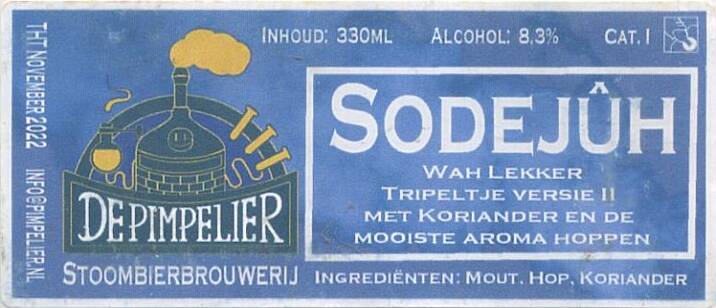 THT NOVEMBER 2022 INFO@PIMPELIER.NL
INHOUD: 330ML ALCOHOL: 8,3% CAT. I
DE PIMPELIER
STOOMBIERBROUWERIJ
SODEJÛH
WAH LEKKER
TRIPELTJE VERSIE II
MET KORIANDER EN DE
MOOISTE AROMA HOPPEN
INGREDIËNTEN: MOUT, HOP, KORIANDER